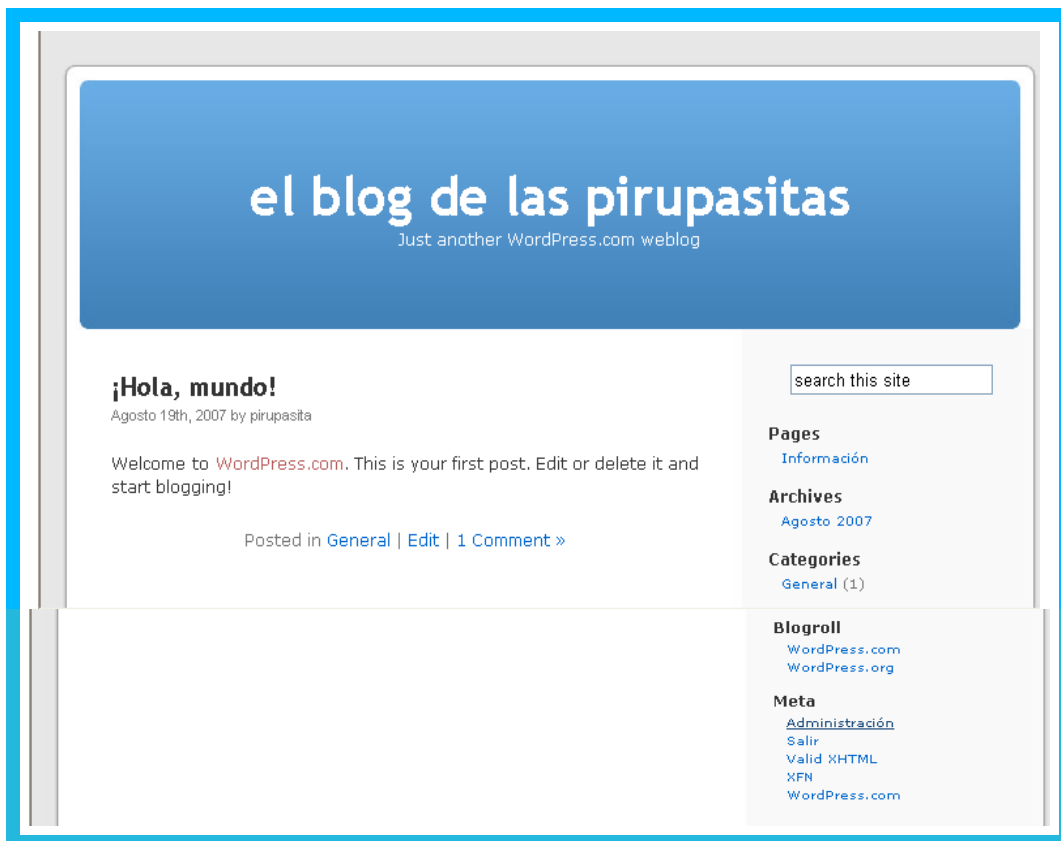 el blog de las pirupasitas
Just another WordPress.com weblog
¡Hola, mundo!
Agosto 19th, 2007 by pirupasita
Welcome to WordPress.com. This is your first post. Edit or delete it and
start blogging!
Posted in General | Edit | 1 Comment »
search this site
Pages
Información
Archives
Agosto 2007
Categories
General (1)
Blogroll
WordPress.com
WordPress.org
Meta
Administración
Salir
Valid XHTML
XFN
WordPress.com